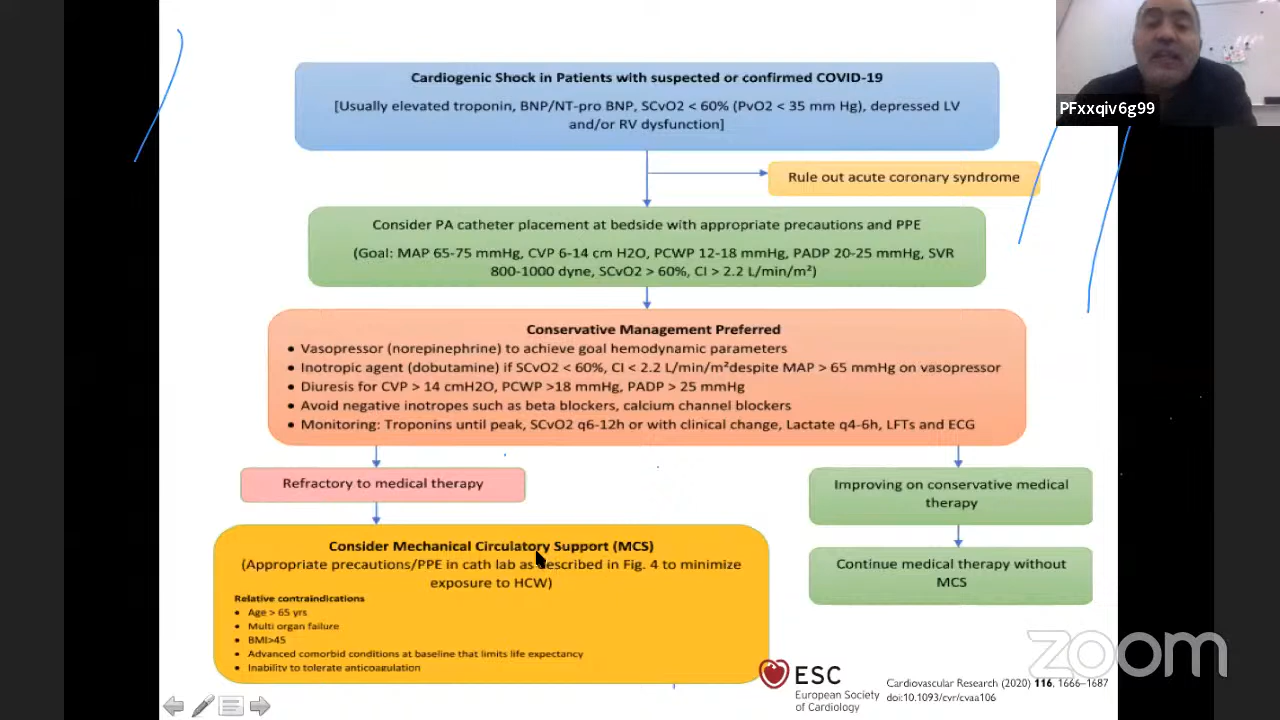 Cardiogenic Shock in Patients with suspected or confirmed COVID-19
[Usually elevated troponin, BNP/NT-pro BNP, SCvO2 < 60% (PvO2 < 35 mm Hg), depressed LV
and/or RV dysfunction]
PFxxqiv6g99
Rule out acute coronary syndrome
Consider PA catheter placement at bedside with appropriate precautions and PPE
(Goal: MAP 65-75 mmHg, CVP 6-14 cm H2O, PCWP 12-18 mmHg, PADP 20-25 mmHg, SVR
800-1000 dyne, SCvO2 > 60%, CI > 2.2 L/min/m²)
Conservative Management Preferred
• Vasopressor (norepinephrine) to achieve goal hemodynamic parameters
• Inotropic agent (dobutamine) if SCvO2 < 60%, CI < 2.2 L/min/m²despite MAP > 65 mmHg on vasopressor
• Diuresis for CVP > 14 cmH2O, PCWP >18 mmHg, PADP > 25 mmHg
• Avoid negative inotropes such as beta blockers, calcium channel blockers
• Monitoring: Troponins until peak, SCvO2 q6-12h or with clinical change, Lactate q4-6h, LFTs and ECG
Refractory to medical therapy
Consider Mechanical Circulatory Support (MCS)
(Appropriate precautions/PPE in cath lab as described in Fig. 4 to minimize
exposure to HCW)
Relative contraindications
• Age > 65 yrs
• Multi organ failure
• BMI>45
• Advanced comorbid conditions at baseline that limits life expectancy
• Inability to tolerate anticoagulation
Improving on conservative medical
therapy
Continue medical therapy without
MCS
zoom
ESC
European Society
of Cardiology
Cardiovascular Research (2020) 116, 1666–1687
doi:10.1093/cvr/cvaa106